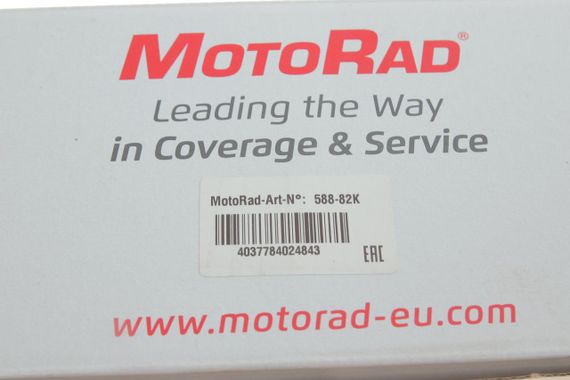 MOTORAD®
Leading the Way
in Coverage & Service
MotoRad-Art-N°: 588-82K
4037784024843
EAC
www.motorad-eu.com